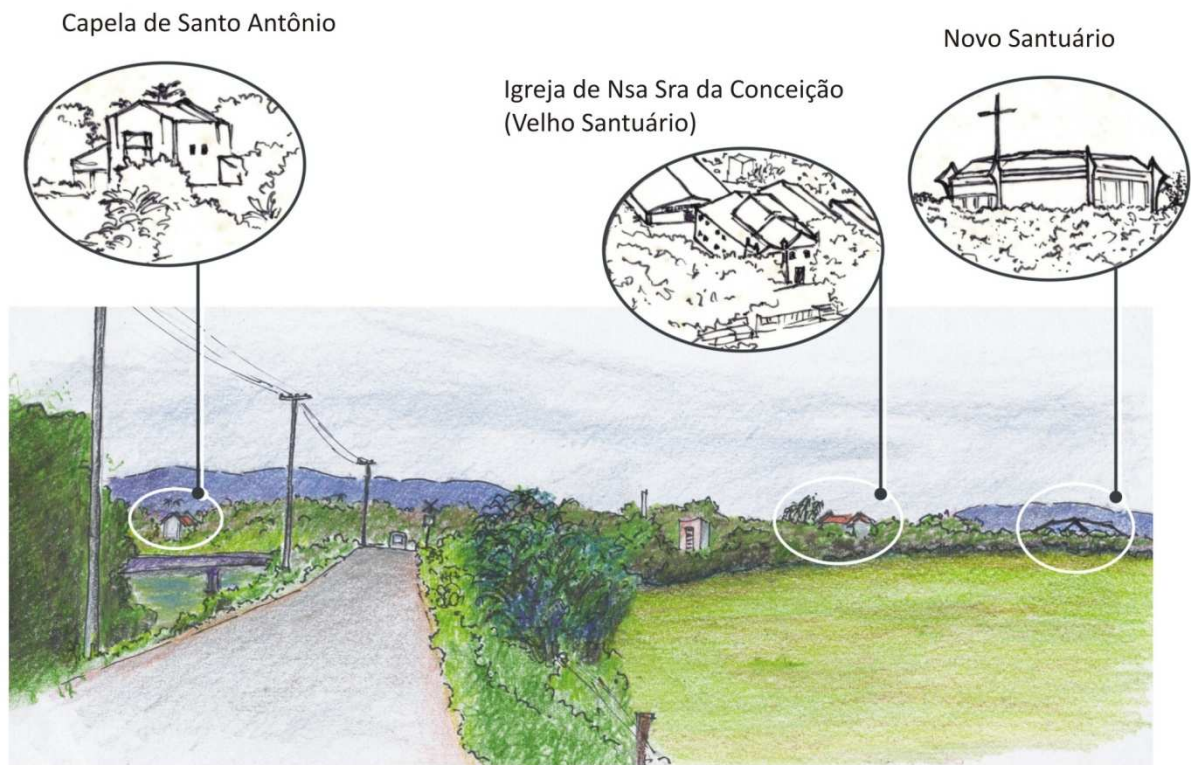 Capela de Santo Antônio
Igreja de Nsa Sra da Conceição
(Velho Santuário)
Novo Santuário